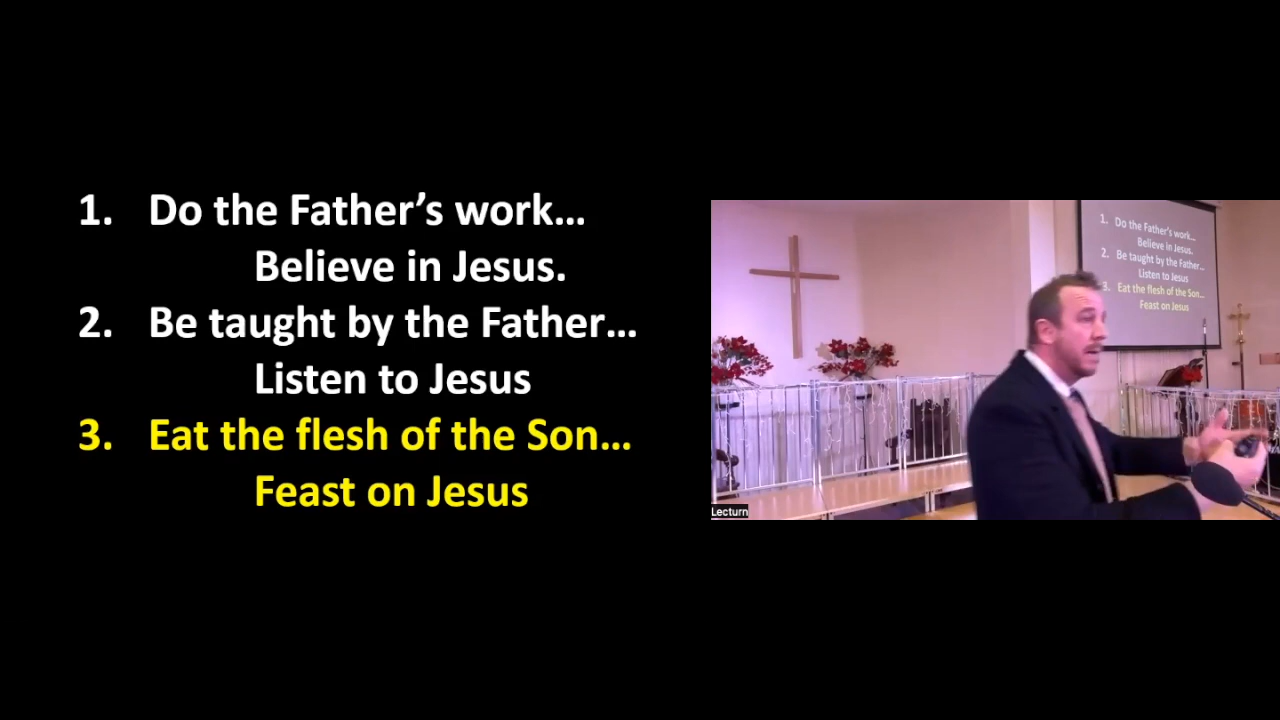 1. Do the Father’s work...
Believe in Jesus.
2. Be taught by the Father...
Listen to Jesus
3. Eat the flesh of the Son...
Feast on Jesus
1. Do the Father’s work...
Believe in Jesus.
2. Be taught by the Father...
Listen to Jesus
3. Eat the flesh of the Son...
Feast on Jesus
Lecturn